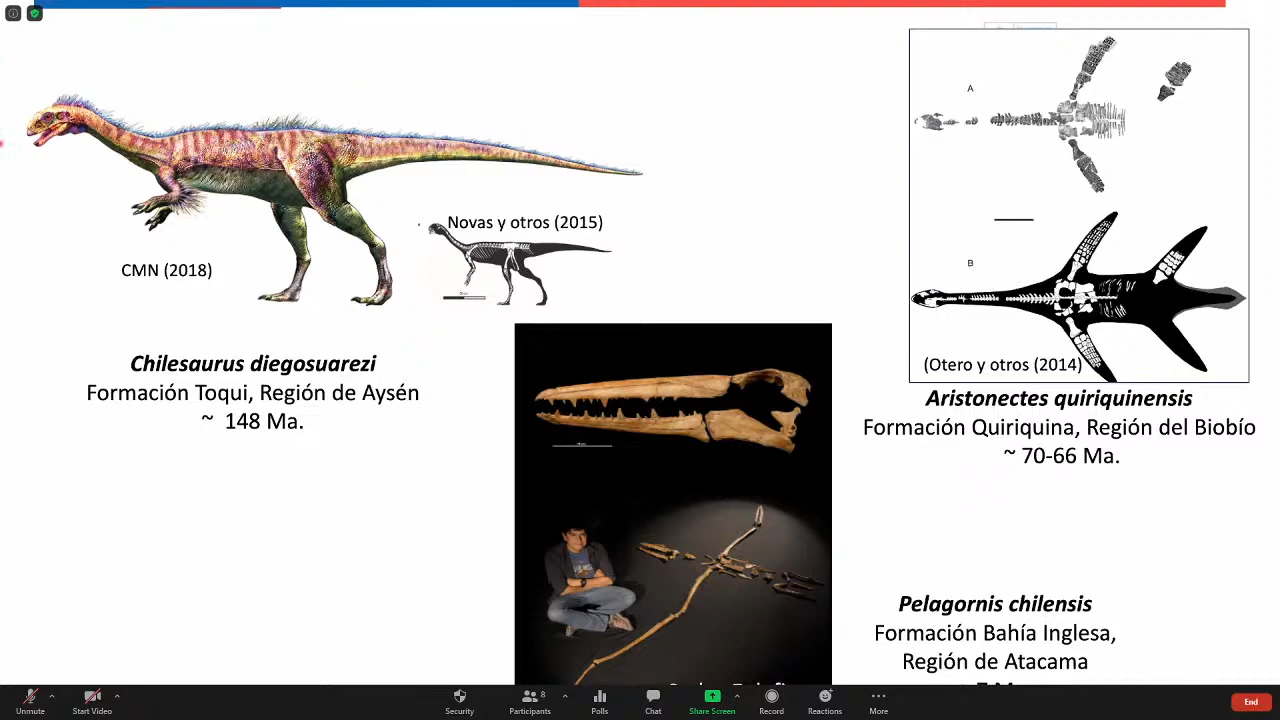 A
Novas y otros (2015)
CMN (2018)
B
(Otero y otros (2014)
Chilesaurus diegosuarezi
Formación Toqui, Región de Aysén
~ 148 Ma.
Aristonectes quiriquinensis
Formación Quiriquina, Región del Biobío
~ 70-66 Ma.
Pelagornis chilensis
Formación Bahía Inglesa,
Región de Atacama
Unmute
Start Video
Security
Participants
8
Polls
Chat
Share Screen
Record
Reactions
More
End